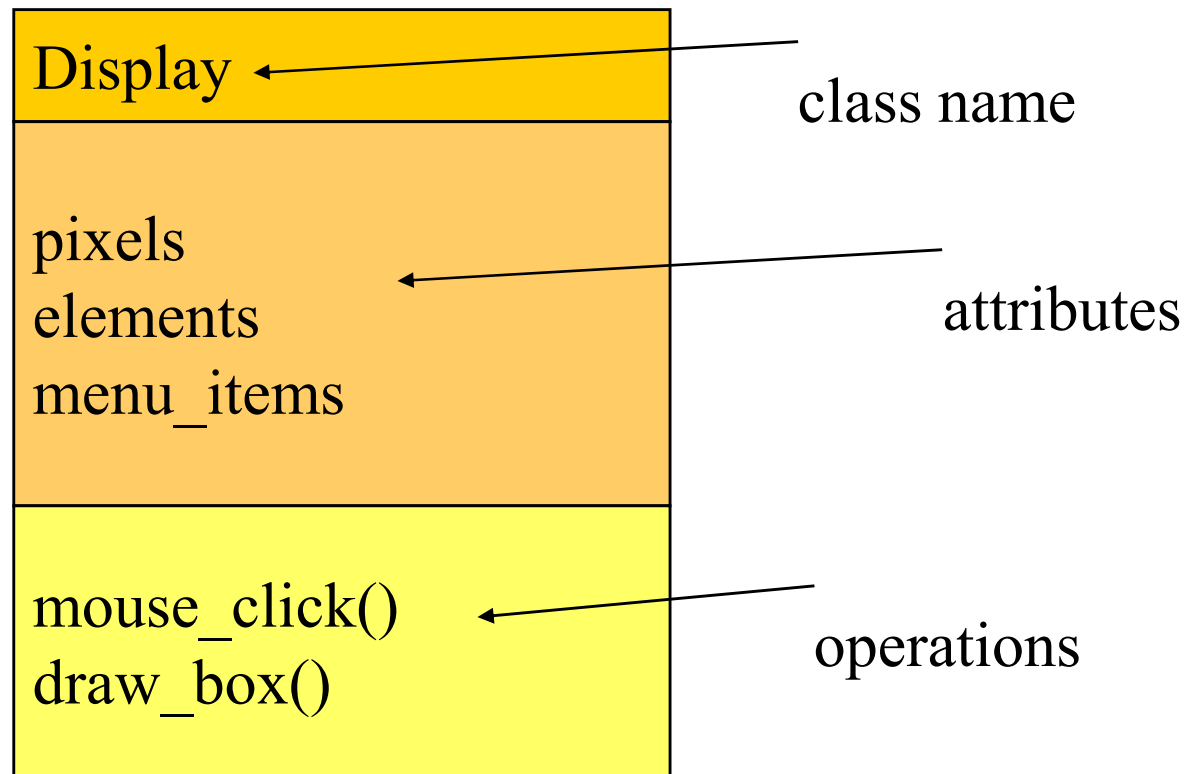 Display
class name
pixels
elements
menu_items
attributes
mouse_click()
draw_box()
operations